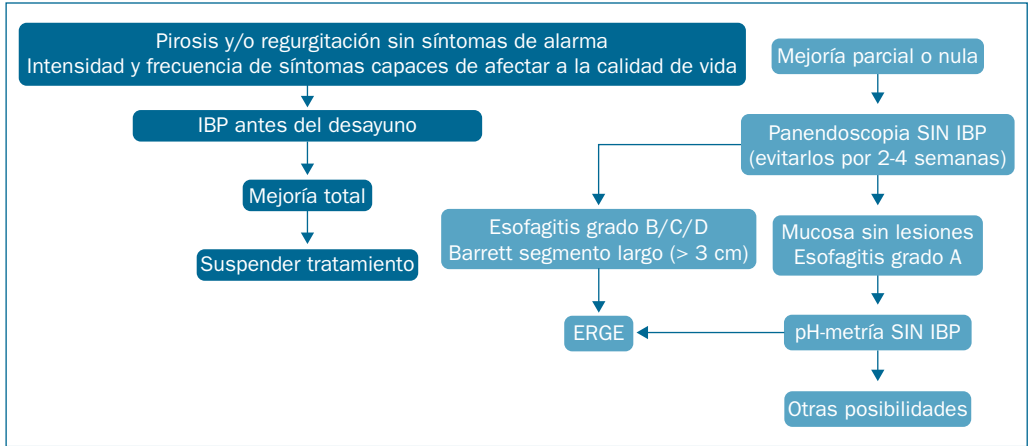 Pirosis y/o regurgitación sin síntomas de alarma
Intensidad y frecuencia de síntomas capaces de afectar a la calidad de vida
IBP antes del desayuno
Mejoría total
Suspender tratamiento
Mejoría parcial o nula
Panendoscopia SIN IBP
(evitarlos por 2-4 semanas)
Esofagitis grado B/C/D
Barrett segmento largo (> 3 cm)
Mucosa sin lesiones
Esofagitis grado A
ERGE
pH-metría SIN IBP
Otras posibilidades